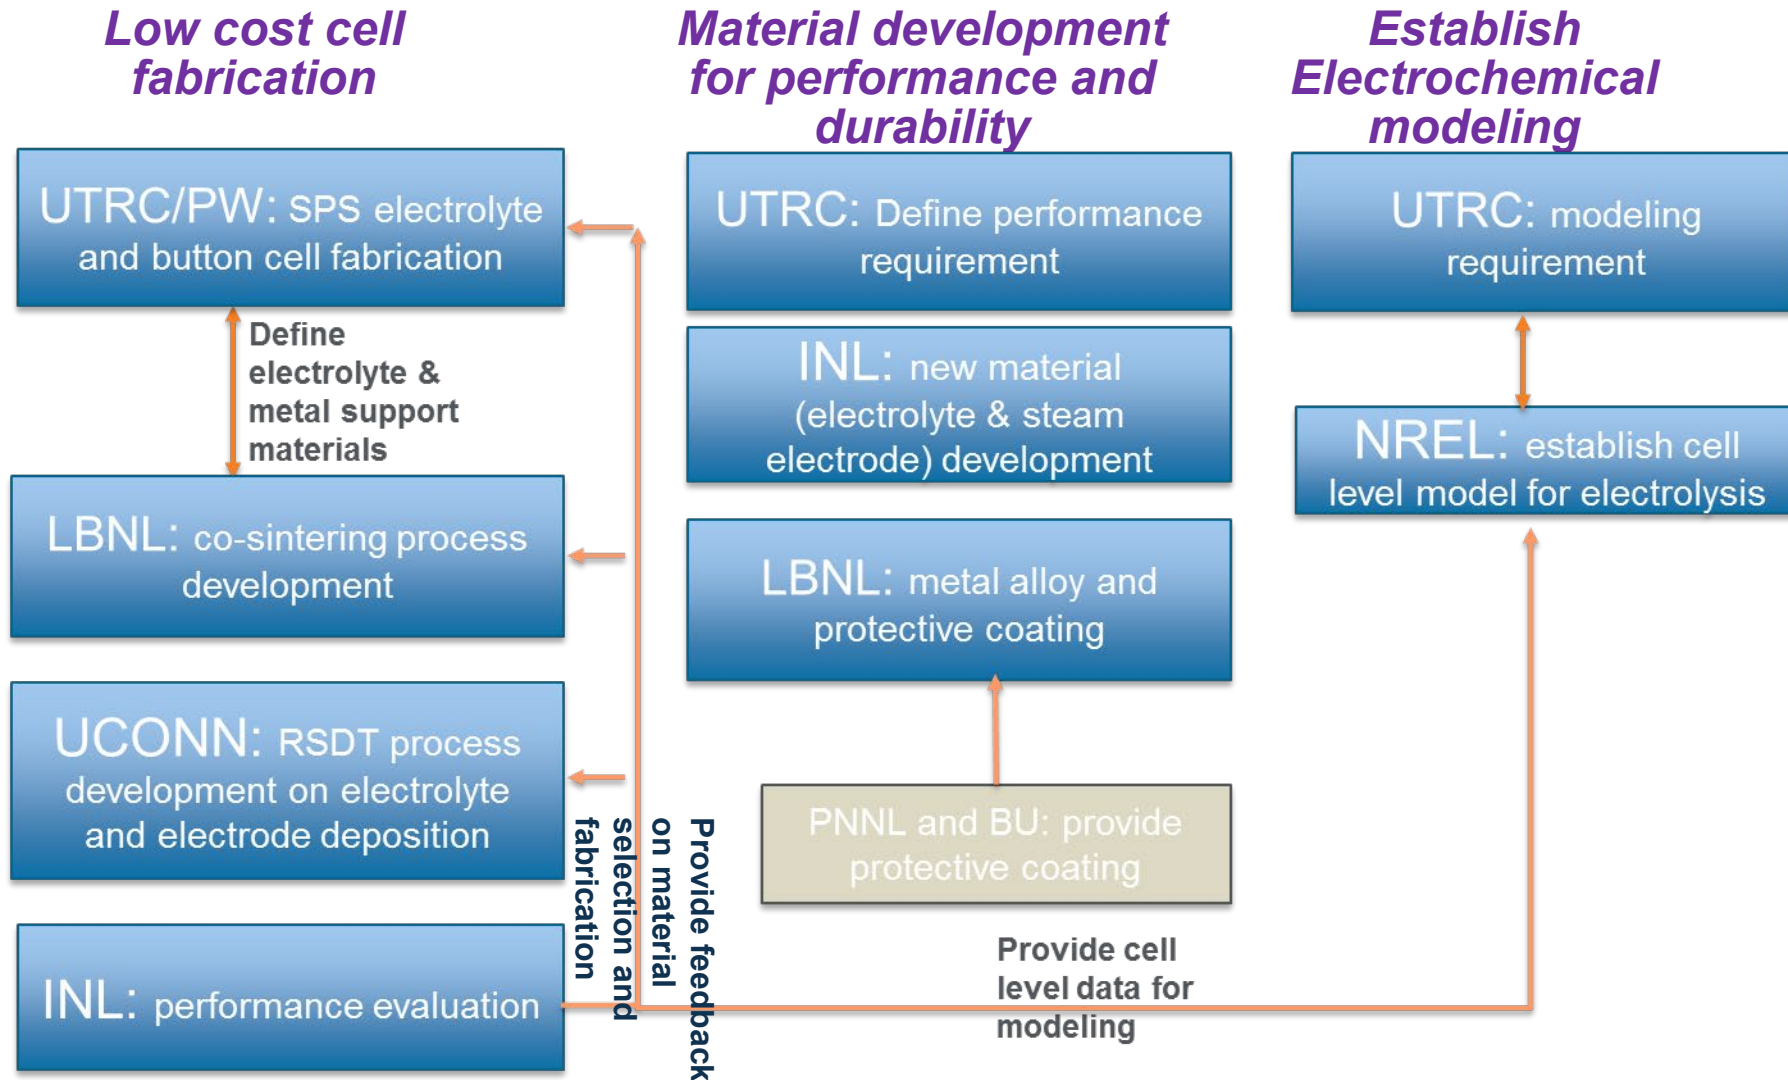 Low cost cell
fabrication
UTRC/PW: SPS electrolyte
and button cell fabrication
Define
electrolyte &
metal support
materials
LBNL: co-sintering process
development
UCONN: RSDT process
development on electrolyte
and electrode deposition
INL: performance evaluation
Provide feedback
on material
selection and
fabrication
Material development
for performance and
durability
UTRC: Define performance
requirement
INL: new material
(electrolyte & steam
electrode) development
LBNL: metal alloy and
protective coating
PNNL and BU: provide
protective coating
Provide cell
level data for
modeling
Establish
Electrochemical
modeling
UTRC: modeling
requirement
NREL: establish cell
level model for electrolysis